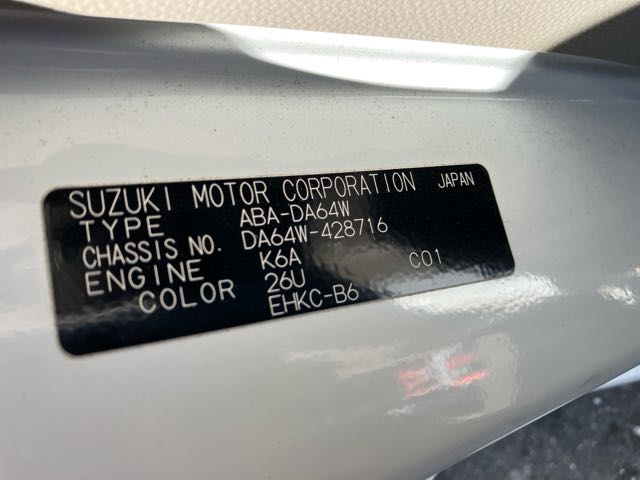 SUZUKI MOTOR CORPORATION JAPAN
TYPE ABA-DA64W
CHASSIS NO. DA64W-428716
ENGINE K6A C01
COLOR 26U
EHKC-B6